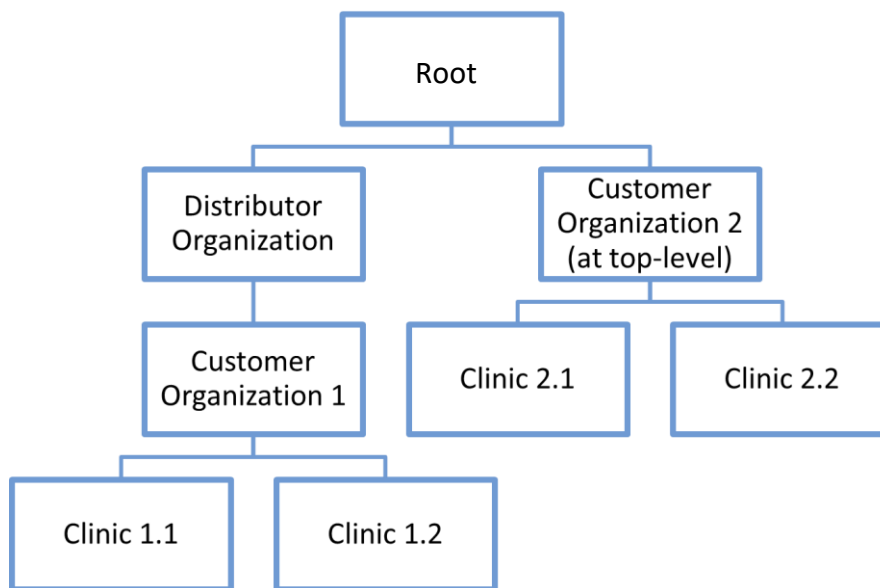 Root
Distributor
Organization
Customer
Organization 2
(at top-level)
Customer
Organization 1
Clinic 2.1
Clinic 2.2
Clinic 1.1
Clinic 1.2